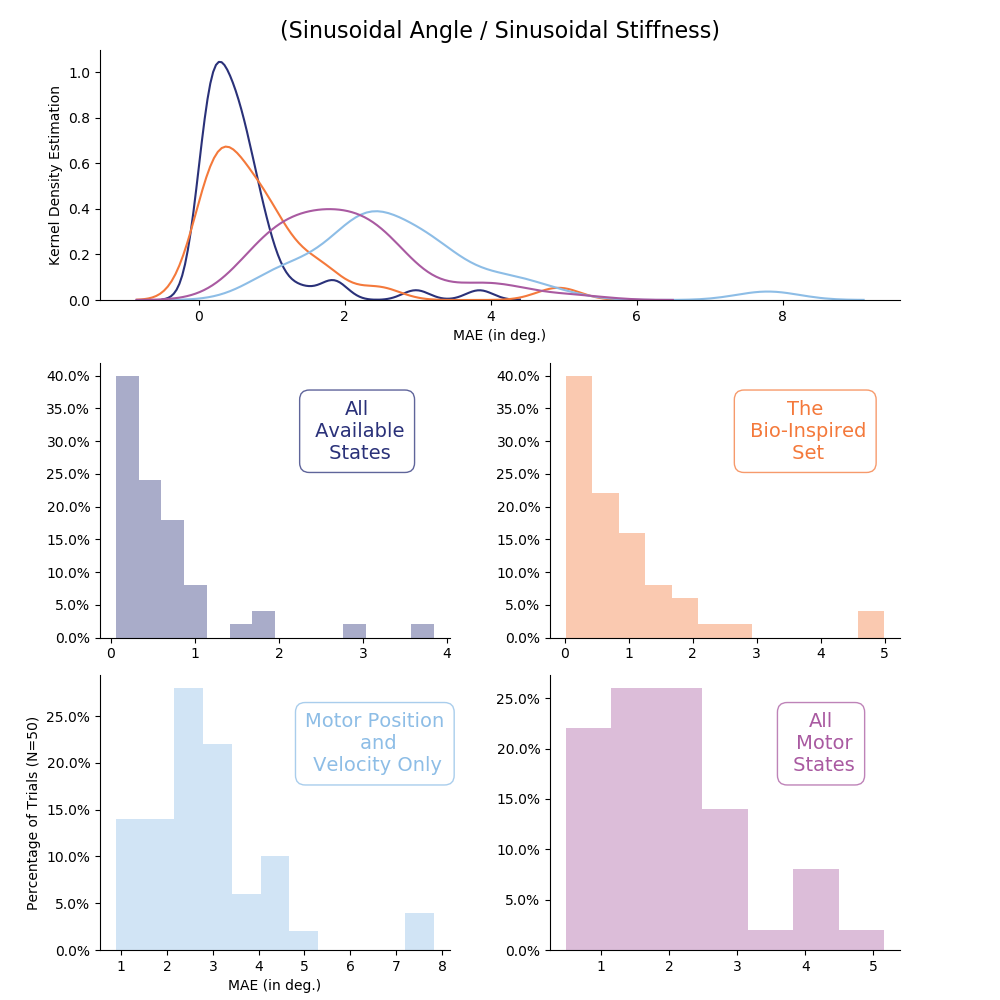 (Sinusoidal Angle / Sinusoidal Stiffness)
Kernel Density Estimation
1.0
0.8
0.6
0.4
0.2
0.0
0 2 4 6 8
MAE (in deg.)
40.0%
35.0%
30.0%
25.0%
20.0%
15.0%
10.0%
5.0%
0.0%
0 1 2 3 4
All
Available
States
40.0%
35.0%
30.0%
25.0%
20.0%
15.0%
10.0%
5.0%
0.0%
0 1 2 3 4 5
The
Bio-Inspired
Set
Percentage of Trials (N=50)
25.0%
20.0%
15.0%
10.0%
5.0%
0.0%
1 2 3 4 5 6 7 8
MAE (in deg.)
Motor Position
and
Velocity Only
25.0%
20.0%
15.0%
10.0%
5.0%
0.0%
1 2 3 4 5
All
Motor
States